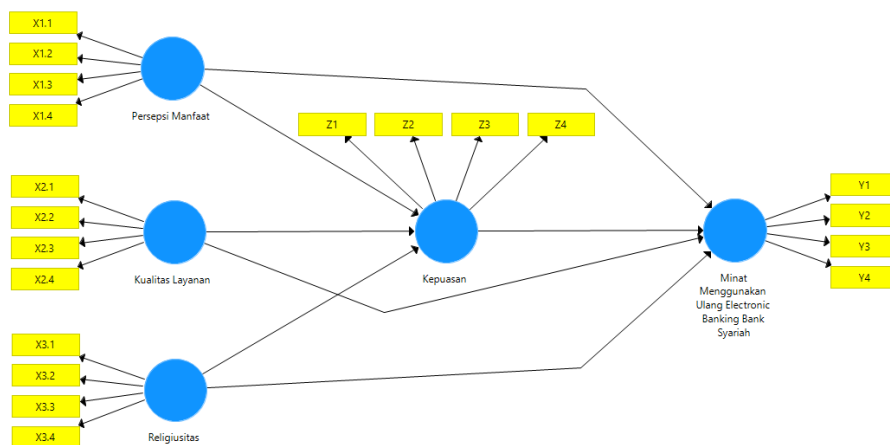 X1.1
X1.2
X1.3
X1.4
Persepsi Manfaat
Z1
Z2
Z3
Z4
X2.1
X2.2
X2.3
X2.4
Kualitas Layanan
Kepuasan
Y1
Y2
Y3
Y4
Minat
Menggunakan
Ulang Electronic
Banking Bank
Syariah
X3.1
X3.2
X3.3
X3.4
Religiusitas